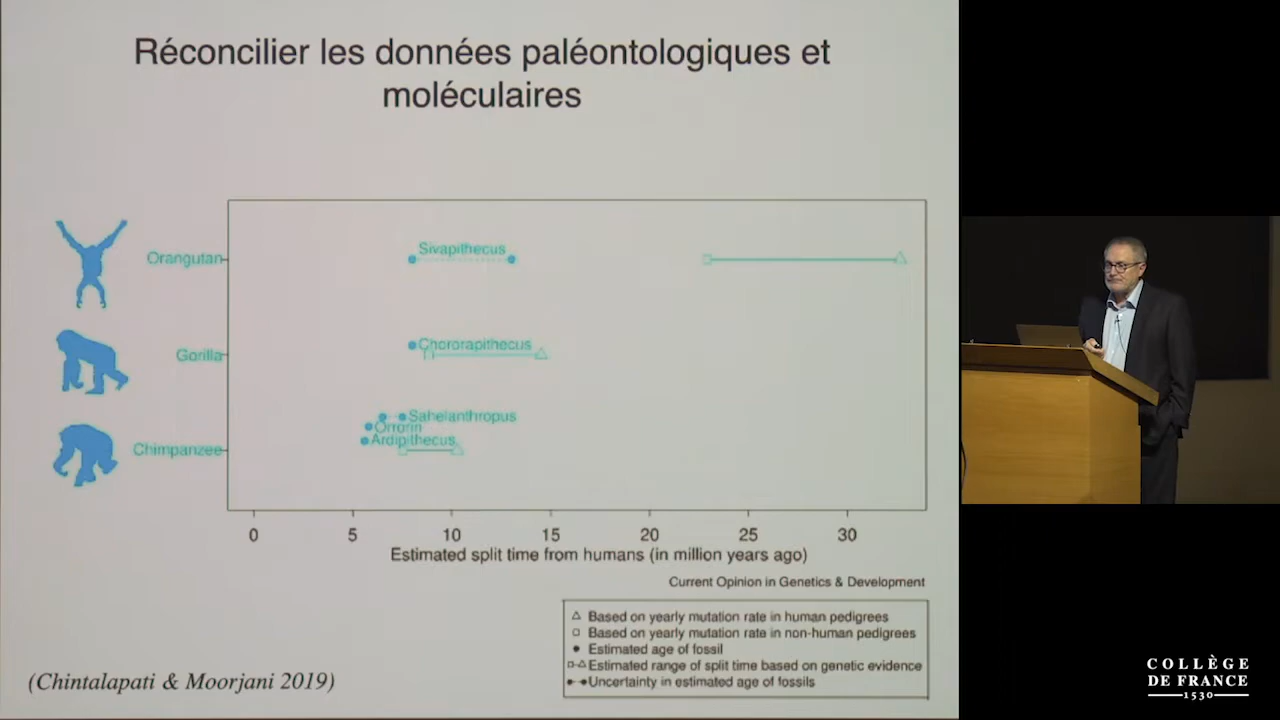 Réconcilier les données paléontologiques et
moléculaires
Orangutan
Sivapithecus
Gorilla
Chororapithecus
Chimpanzee
Sahelanthropus
Orrorin
Ardipithecus
0 5 10 15 20 25 30
Estimated split time from humans (in million years ago)
Current Opinion in Genetics & Development
Based on yearly mutation rate in human pedigrees
Based on yearly mutation rate in non-human pedigrees
Estimated age of fossil
Estimated range of split time based on genetic evidence
Uncertainty in estimated age of fossils
(Chintalapati & Moorjani 2019)
COLLÈGE
DE FRANCE
1530